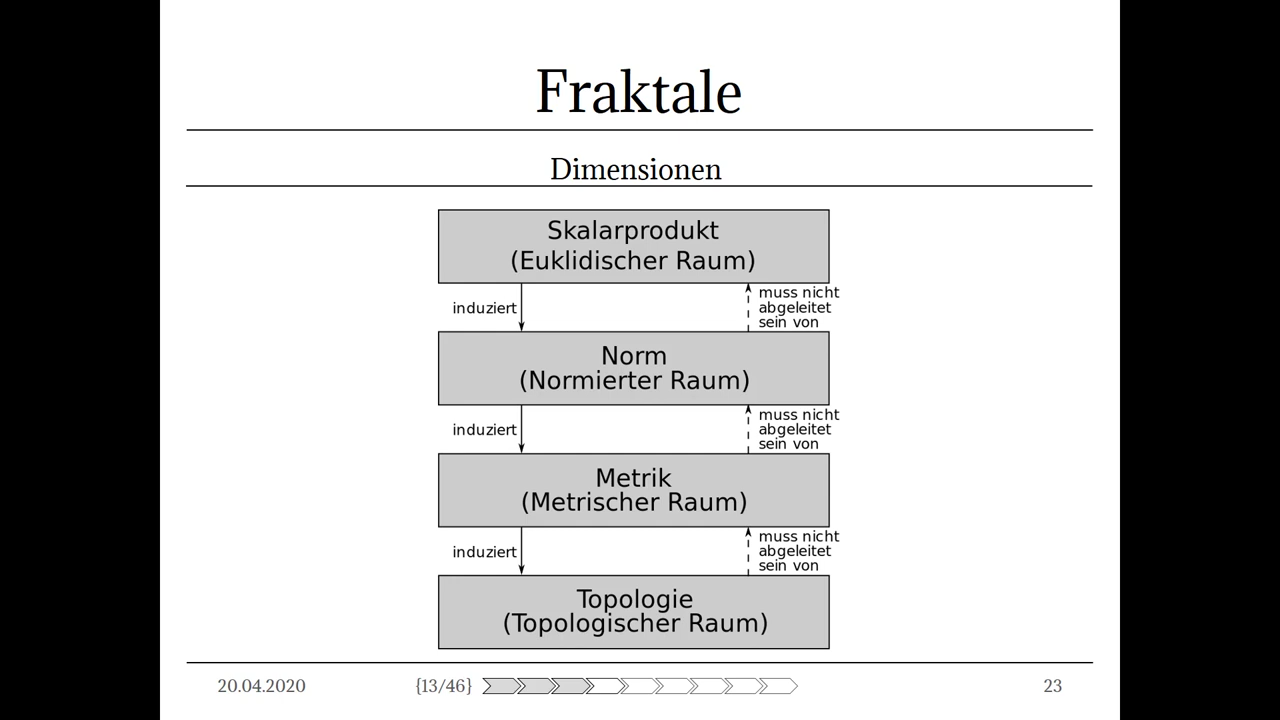 Fraktale
Dimensionen
Skalarprodukt
(Euklidischer Raum)
induziert
muss nicht
abgeleitet
sein von
Norm
(Normierter Raum)
induziert
muss nicht
abgeleitet
sein von
Metrik
(Metrischer Raum)
induziert
muss nicht
abgeleitet
sein von
Topologie
(Topologischer Raum)
20.04.2020 {13/46} 23